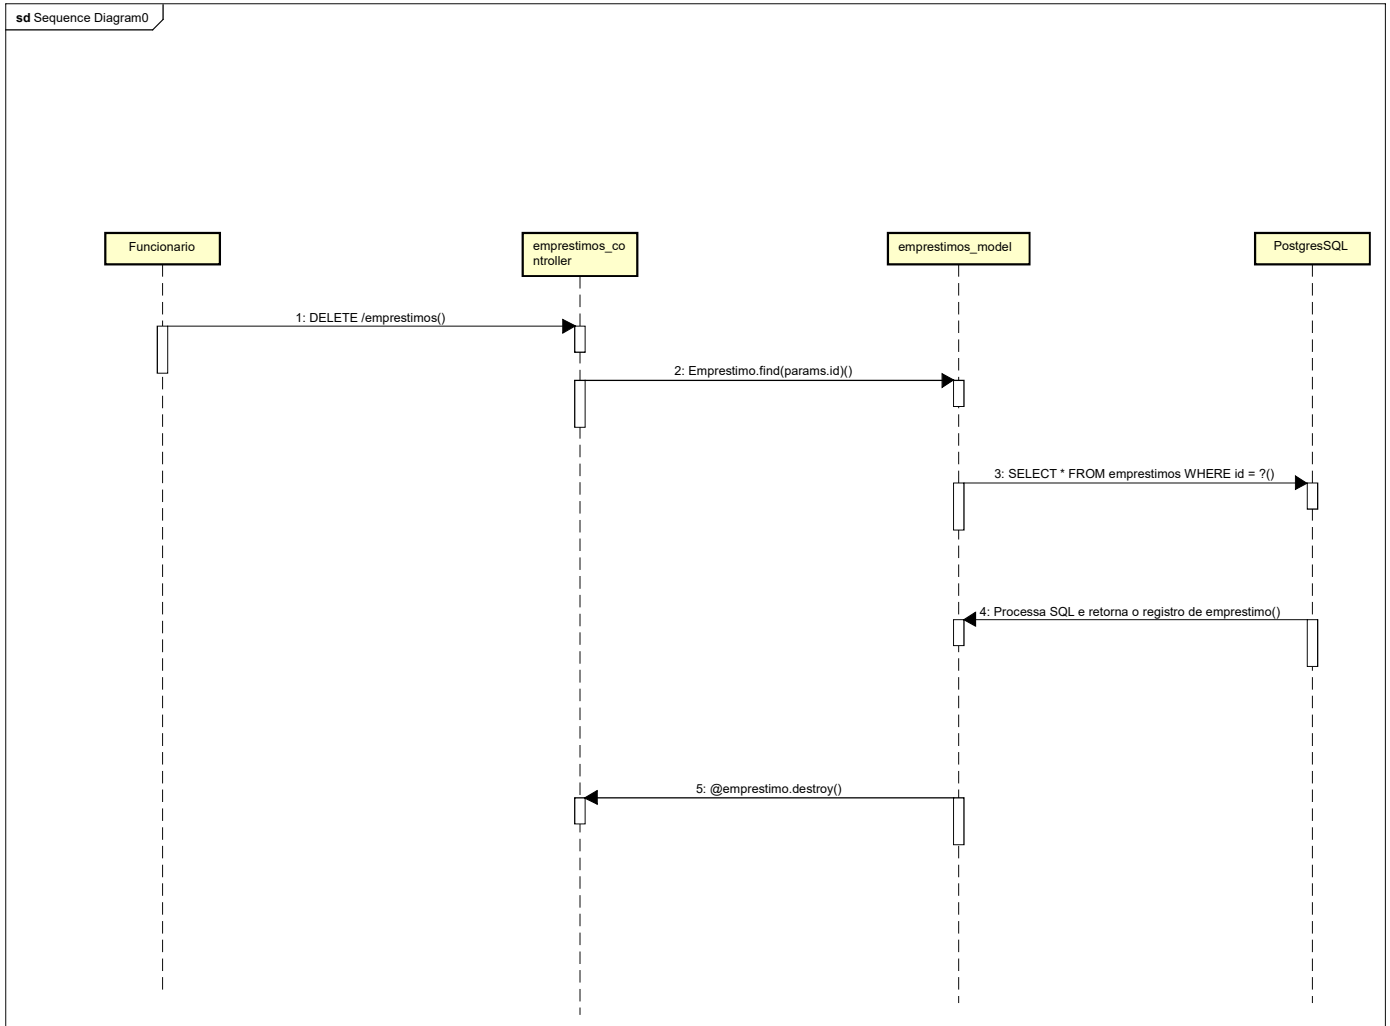 sd Sequence Diagram0
Funcionario
emprestimos_co
ntroller
emprestimos_model
PostgresSQL
1: DELETE /emprestimos()
2: Emprestimo.find(params.id)()
3: SELECT * FROM emprestimos WHERE id = ?()
4: Processa SQL e retorna o registro de emprestimo()
5: @emprestimo.destroy()